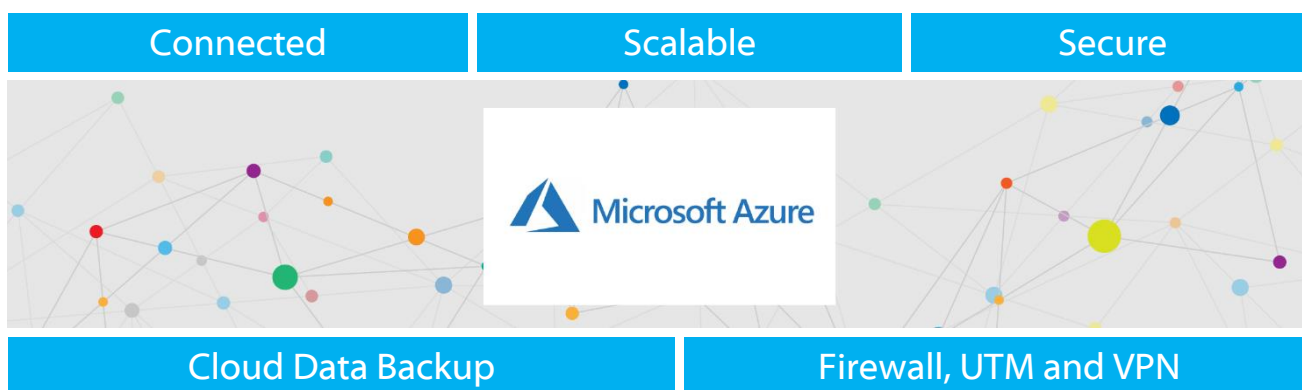 Connected
Scalable
Secure
Microsoft Azure
Cloud Data Backup
Firewall, UTM and VPN